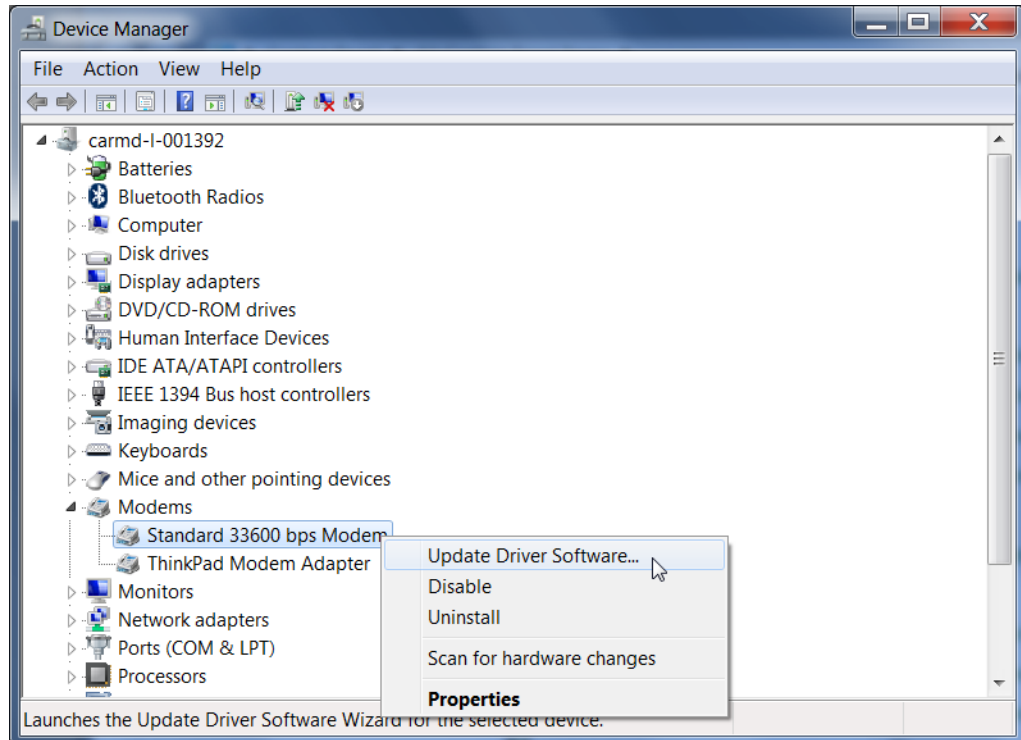 Device Manager
File Action View Help
carmd-l-001392
Batteries
Bluetooth Radios
Computer
Disk drives
Display adapters
DVD/CD-ROM drives
Human Interface Devices
IDE ATA/ATAPI controllers
IEEE 1394 Bus host controllers
Imaging devices
Keyboards
Mice and other pointing devices
Modems
Standard 33600 bps Modem
ThinkPad Modem Adapter
Monitors
Network adapters
Ports (COM & LPT)
Processors
Update Driver Software...
Disable
Uninstall
Scan for hardware changes
Properties
Launches the Update Driver Software Wizard for the selected device.